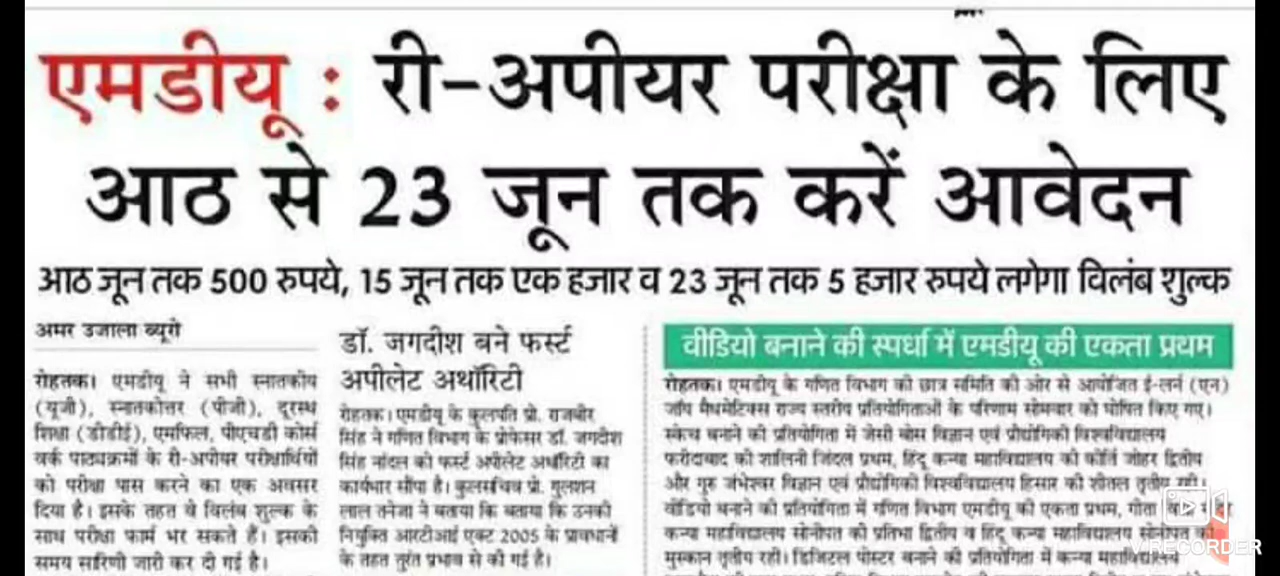 एमडीयू : री-अपीयर परीक्षा के लिए
आठ से 23 जून तक करें आवेदन
आठ जून तक 500 रुपये, 15 जून तक एक हजार व 23 जून तक 5 हजार रुपये लगेगा विलंब शुल्क
अमर उजाला ब्यूरो
रोहतक। एमडीयू ने सभी स्नातकीय
(यूजी), स्नातकोत्तर (पीजी), दूरस्थ
शिक्षा (डीडीई), एमफिल, पीएचडी कोर्स
वर्क पाठ्यक्रमों के री-अपीयर परीक्षार्थियों
को परीक्षा पास करने का एक अवसर
दिया है। इसके तहत वे विलंब शुल्क के
साथ परीक्षा फार्म भर सकते हैं। इसकी
समय सारिणी जारी कर दी गई है।
डॉ. जगदीश बने फर्स्ट
अपीलेट अथॉरिटी
रोहतक। एमडीयू के कुलपति प्रो. राजबीर
सिंह ने गणित विभाग के प्रोफेसर डॉ. जगदीश
सिंह नांदल को फर्स्ट अपीलेट अथॉरिटी का
कार्यभार सौंपा है। कुलसचिव प्रो. गुलशन
लाल तनेजा ने बताया कि बताया कि उनकी
नियुक्ति आरटीआई एक्ट 2005 के प्रावधानों
के तहत तुरंत प्रभाव से की गई है।
वीडियो बनाने की स्पर्धा में एमडीयू की एकता प्रथम
रोहतक। एमडीयू के गणित विभाग की छात्र समिति की ओर से आयोजित ई-लर्न (एन)
जॉय मैथमेटिक्स राज्य स्तरीय प्रतियोगिताओं के परिणाम सोमवार को घोषित किए गए।
स्केच बनाने की प्रतियोगिता में जेसी बोस विज्ञान एवं प्रौद्योगिकी विश्वविद्यालय
फरीदाबाद की शालिनी जिंदल प्रथम, हिंदू कन्या महाविद्यालय की कीर्ति जोहर द्वितीय
और गुरु जंभेश्वर विज्ञान एवं प्रौद्योगिकी विश्वविद्यालय हिसार की शीतल तृतीय रही।
वीडियो बनाने की प्रतियोगिता में गणित विभाग एमडीयू की एकता प्रथम, गीता
कन्या महाविद्यालय सोनीपत की प्रतिभा द्वितीय व हिंदू कन्या महाविद्यालय सोनीपत की
मुस्कान तृतीय रही। डिजिटल पोस्टर बनाने की प्रतियोगिता में कन्या महाविद्यालय
RECORDER